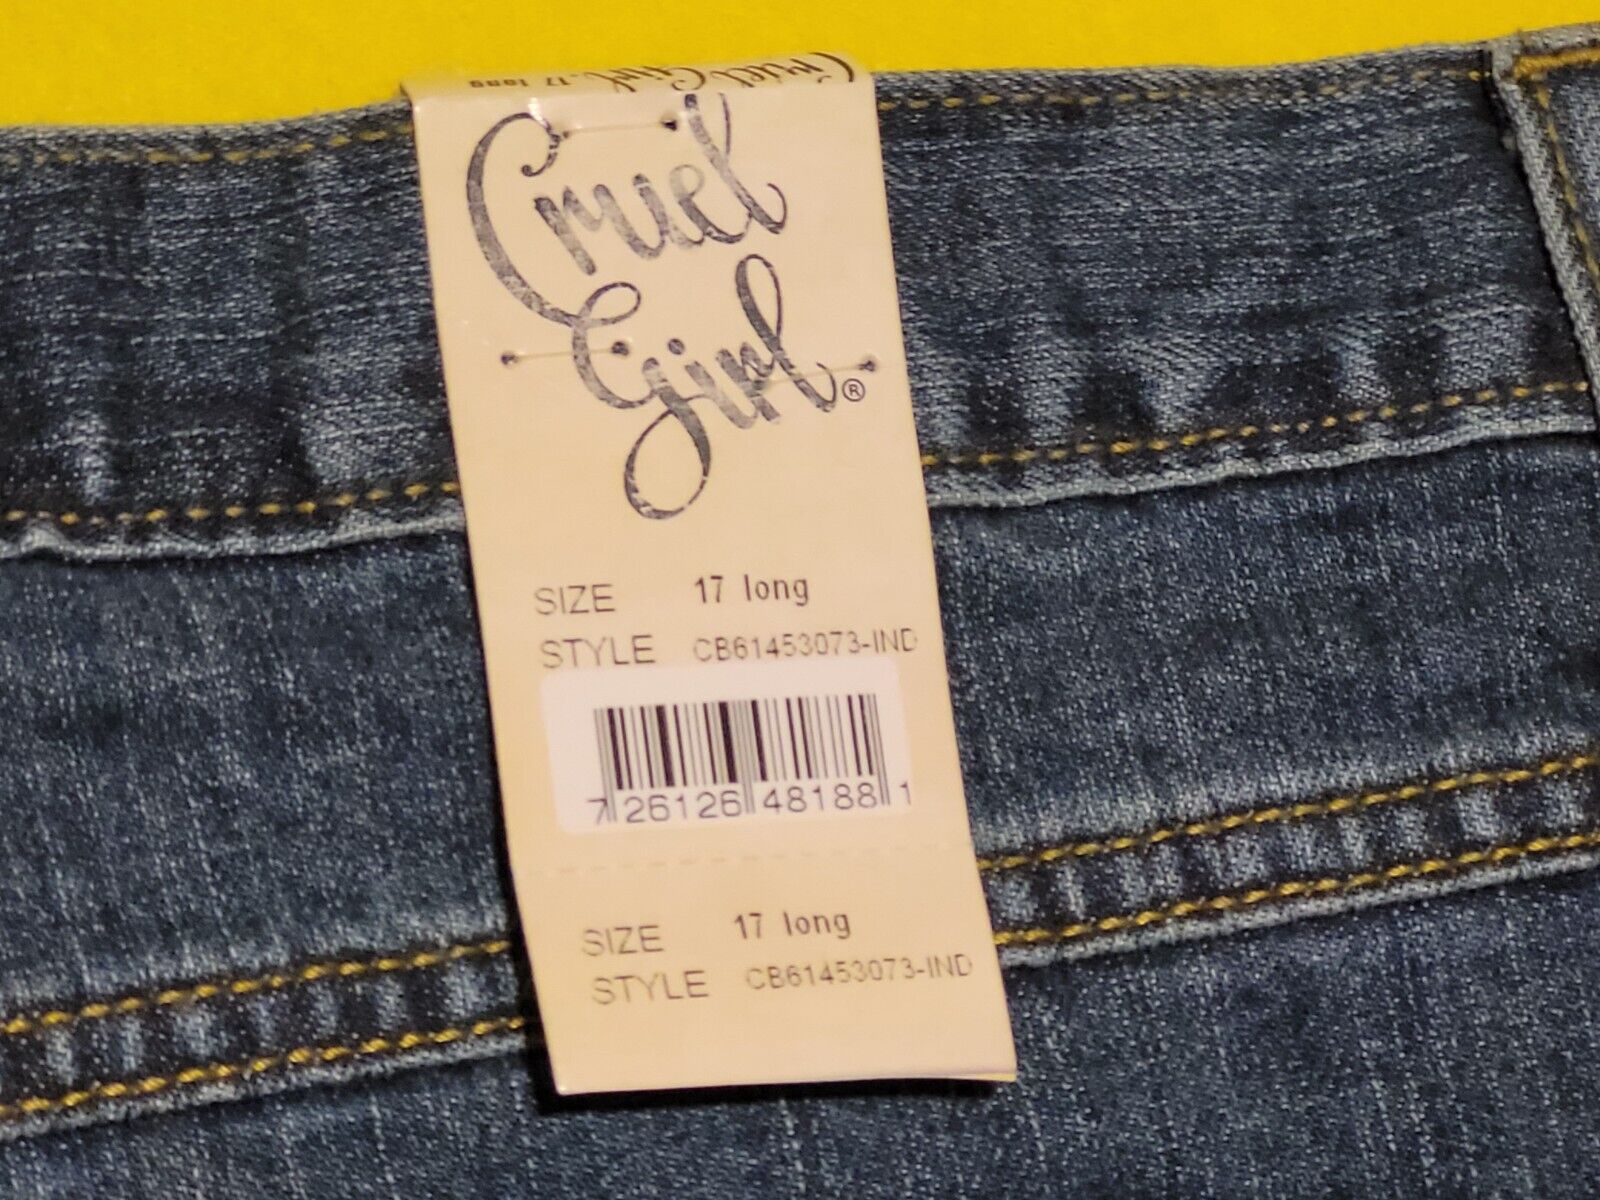 Cruel Girl. 17 long
Cruel
Girl®
SIZE 17 long
STYLE CB61453073-IND
7 26126 48188 1
SIZE 17 long
STYLE CB61453073-IND